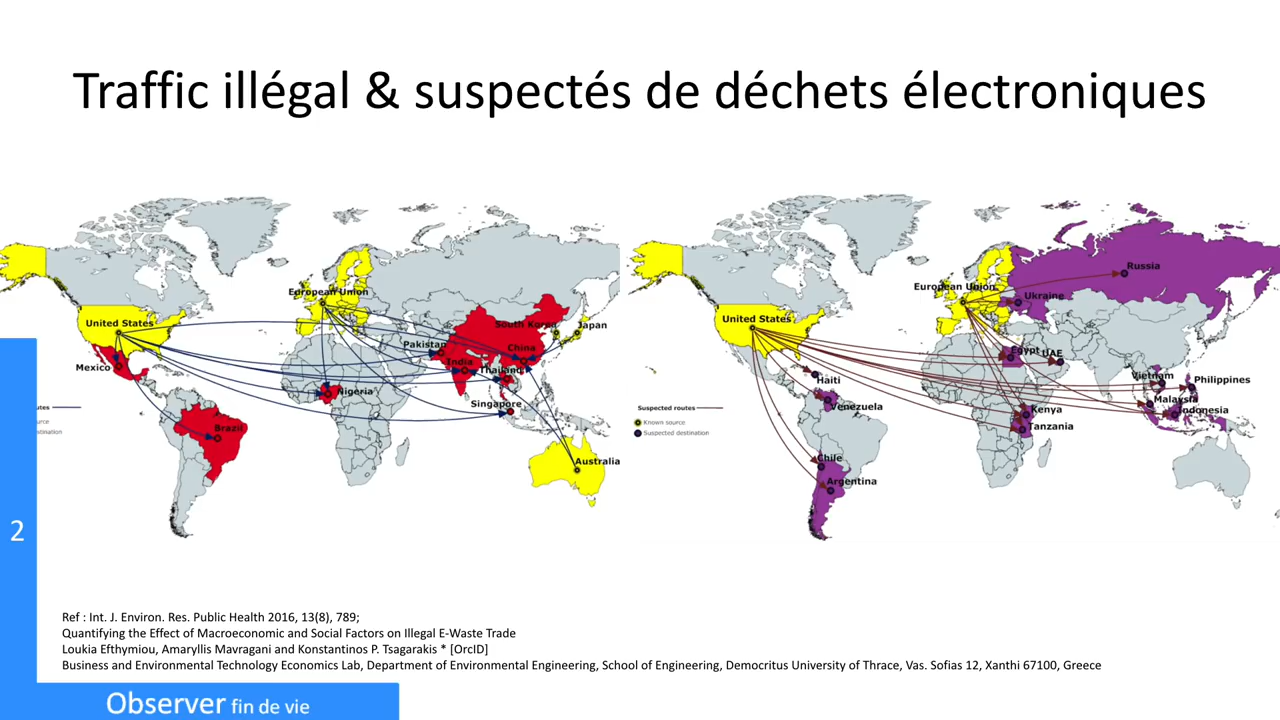 Traffic illégal & suspectés de déchets électroniques
European Union
United States
South Korea
Japan
Pakistan
China
India
Thailand
Mexico
Nigeria
Singapore
Brazil
Australia
Russia
European Union
Ukraine
United States
Egypt
UAE
Vietnam
Philippines
Haiti
Malaysia
Venezuela
Kenya
Indonesia
Tanzania
Chile
Argentina
utes
urce
stination
Suspected routes
Known source
Suspected destination
2
Ref : Int. J. Environ. Res. Public Health 2016, 13(8), 789;
Quantifying the Effect of Macroeconomic and Social Factors on Illegal E-Waste Trade
Loukia Efthymiou, Amaryllis Mavragani and Konstantinos P. Tsagarakis * [OrcID]
Business and Environmental Technology Economics Lab, Department of Environmental Engineering, School of Engineering, Democritus University of Thrace, Vas. Sofias 12, Xanthi 67100, Greece
Observer fin de vie